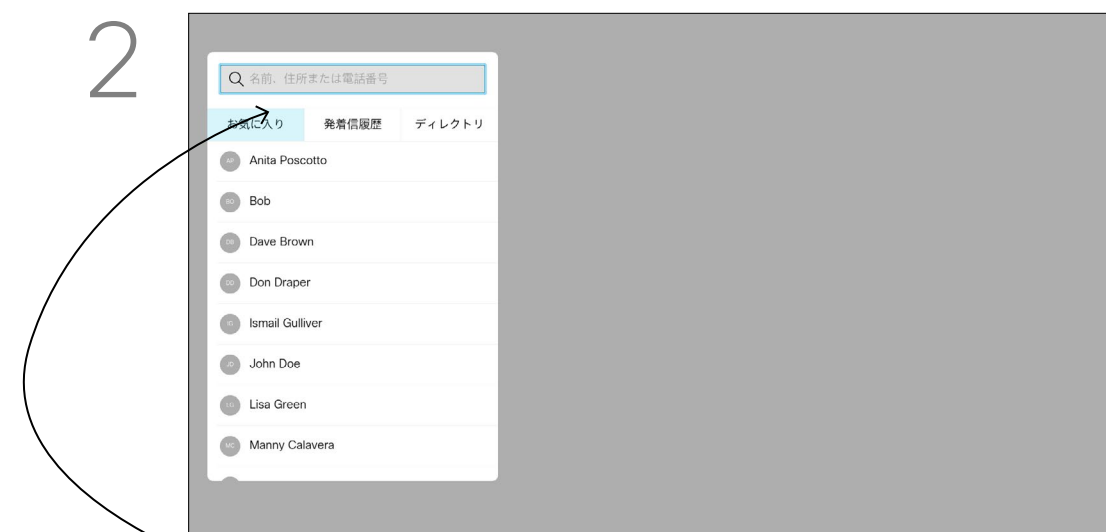 2
名前、住所または電話番号
お気に入り 発着信履歴 ディレクトリ
AP Anita Poscotto
BO Bob
DB Dave Brown
DD Don Draper
IG Ismail Gulliver
JD John Doe
LG Lisa Green
MC Manny Calavera